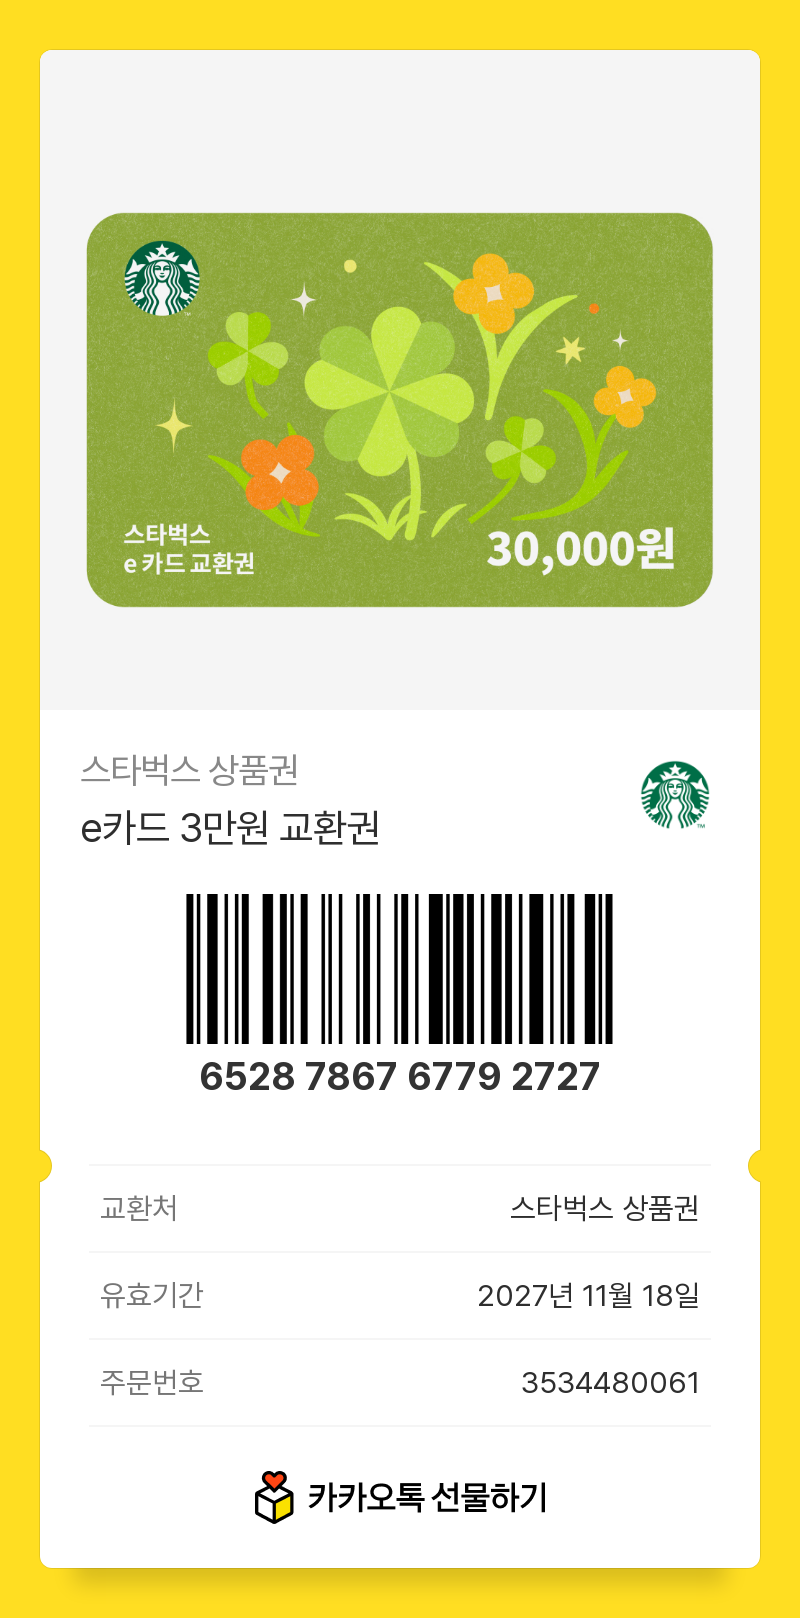 스타벅스
e 카드 교환권
30,000원
스타벅스 상품권
e카드 3만원 교환권
6528 7867 6779 2727
교환처 스타벅스 상품권
유효기간 2027년 11월 18일
주문번호 3534480061
카카오톡 선물하기